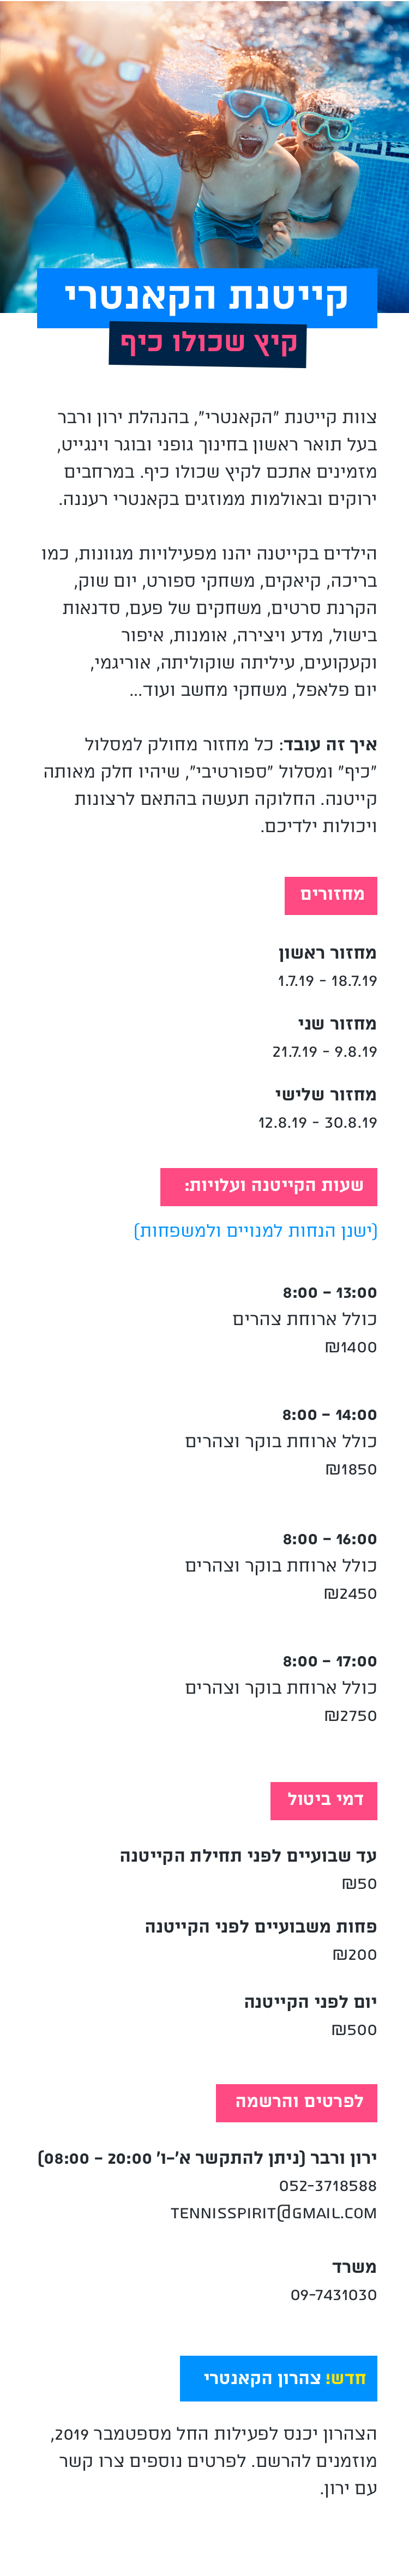 קייטנת הקאנטרי
קיץ שכולו כיף
צוות קייטנת "הקאנטרי", בהנהלת ירון ורבר
בעל תואר ראשון בחינוך גופני ובוגר וינגייט,
מזמינים אתכם לקיץ שכולו כיף. במרחבים
ירוקים ובאולמות ממוזגים בקאנטרי רעננה.
הילדים בקייטנה יהנו מפעילויות מגוונות, כמו
בריכה, קיאקים, משחקי ספורט, יום שוק,
הקרנת סרטים, משחקים של פעם, סדנאות
בישול, מדע ויצירה, אומנות, איפור
וקעקועים, עיליתה שוקוליתה, אוריגמי,
יום פלאפל, משחקי מחשב ועוד...
איך זה עובד: כל מחזור מחולק למסלול
"כיף" ומסלול "ספורטיבי", שיהיו חלק מאותה
קייטנה. החלוקה תעשה בהתאם לרצונות
ויכולות ילדיכם.
מחזורים
מחזור ראשון
1.7.19 - 18.7.19
מחזור שני
21.7.19 - 9.8.19
מחזור שלישי
12.8.19 - 30.8.19
שעות הקייטנה ועלויות:
(ישנן הנחות למנויים ולמשפחות)
8:00 - 13:00
כולל ארוחת צהרים
₪1400
8:00 - 14:00
כולל ארוחת בוקר וצהרים
₪1850
8:00 - 16:00
כולל ארוחת בוקר וצהרים
₪2450
8:00 - 17:00
כולל ארוחת בוקר וצהרים
₪2750
דמי ביטול
עד שבועיים לפני תחילת הקייטנה
₪50
פחות משבועיים לפני הקייטנה
₪200
יום לפני הקייטנה
₪500
לפרטים והרשמה
ירון ורבר (ניתן להתקשר א'-ו' 20:00 - 08:00)
052-3718588
TENNISSPIRIT@GMAIL.COM
משרד
09-7431030
חדש! צהרון הקאנטרי
הצהרון יכנס לפעילות החל מספטמבר 2019,
מוזמנים להרשם. לפרטים נוספים צרו קשר
עם ירון.